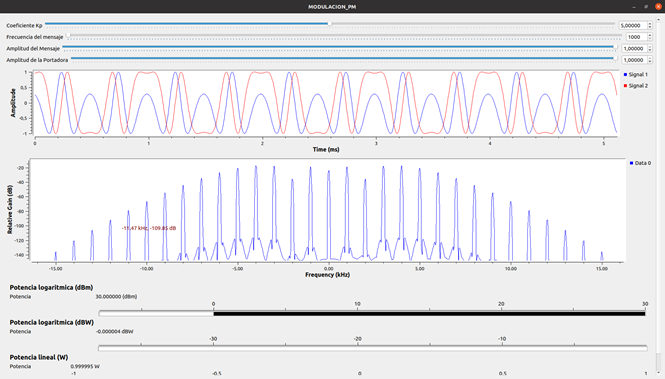 MODULACION_PM
Coeficiente Kp 5,00000
Frecuencia del mensaje 1000
Amplitud del Mensaje 1,00000
Amplitud de la Portadora 1,00000
Amplitude
1
0,5
0
-0,5
-1
0 1 2 3 4 5
Time (ms)
Signal 1
Signal 2
Relative Gain (dB)
-20
-40
-60
-80
-100
-120
-140
-11.47 kHz, -109.85 dB
-15.00 -10.00 -5.00 0.00 5.00 10.00 15.00
Frequency (kHz)
Data 0
Potencia logarítmica (dBm)
Potencia 30.000000 (dBm)
0 10 20 30
Potencia logarítmica (dBW)
Potencia -0.000004 dBW
-30 -20 -10
Potencia lineal (W)
Potencia 0.999995 W
-1 -0.5 0 0.5 1